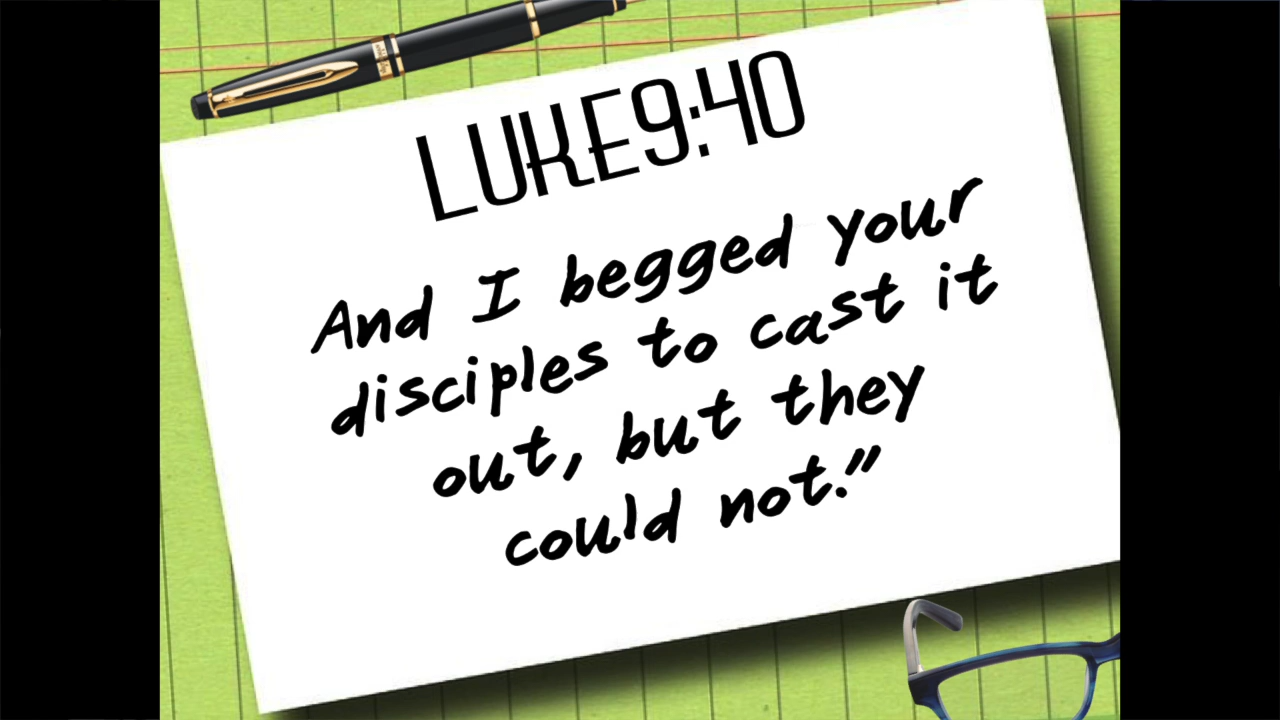 LUKE9:40
And I begged your
disciples to cast it
out, but they
could not."